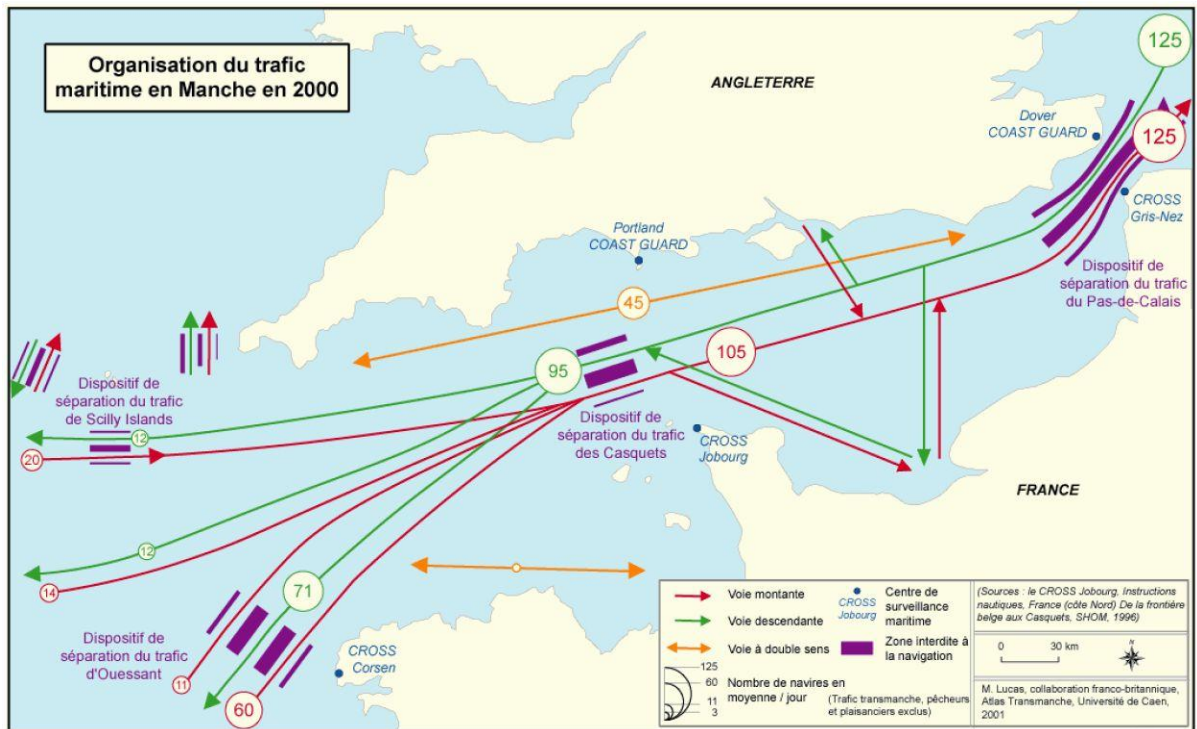 Organisation du trafic
maritime en Manche en 2000
125
ANGLETERRE
Dover
COAST GUARD
125
CROSS
Gris-Nez
Portland
COAST GUARD
Dispositif de
séparation du trafic
du Pas-de-Calais
45
105
95
Dispositif de
séparation du trafic
de Scilly Islands
12
20
Dispositif de
séparation du trafic
des Casquets
CROSS
Jobourg
FRANCE
12
14
71
Dispositif de
séparation du trafic
d'Ouessant
11
60
CROSS
Corsen
Voie montante
Voie descendante
Voie à double sens
125
60
11
3
Nombre de navires en
moyenne / jour
(Trafic transmanche, pêcheurs
et plaisanciers exclus)
CROSS
Jobourg
Centre de
surveillance
maritime
Zone interdite à
la navigation
(Sources : le CROSS Jobourg, Instructions
nautiques, France (côte Nord) De la frontière
belge aux Casquets, SHOM, 1996)
0 30 km
N
M. Lucas, collaboration franco-britannique,
Atlas Transmanche, Université de Caen,
2001